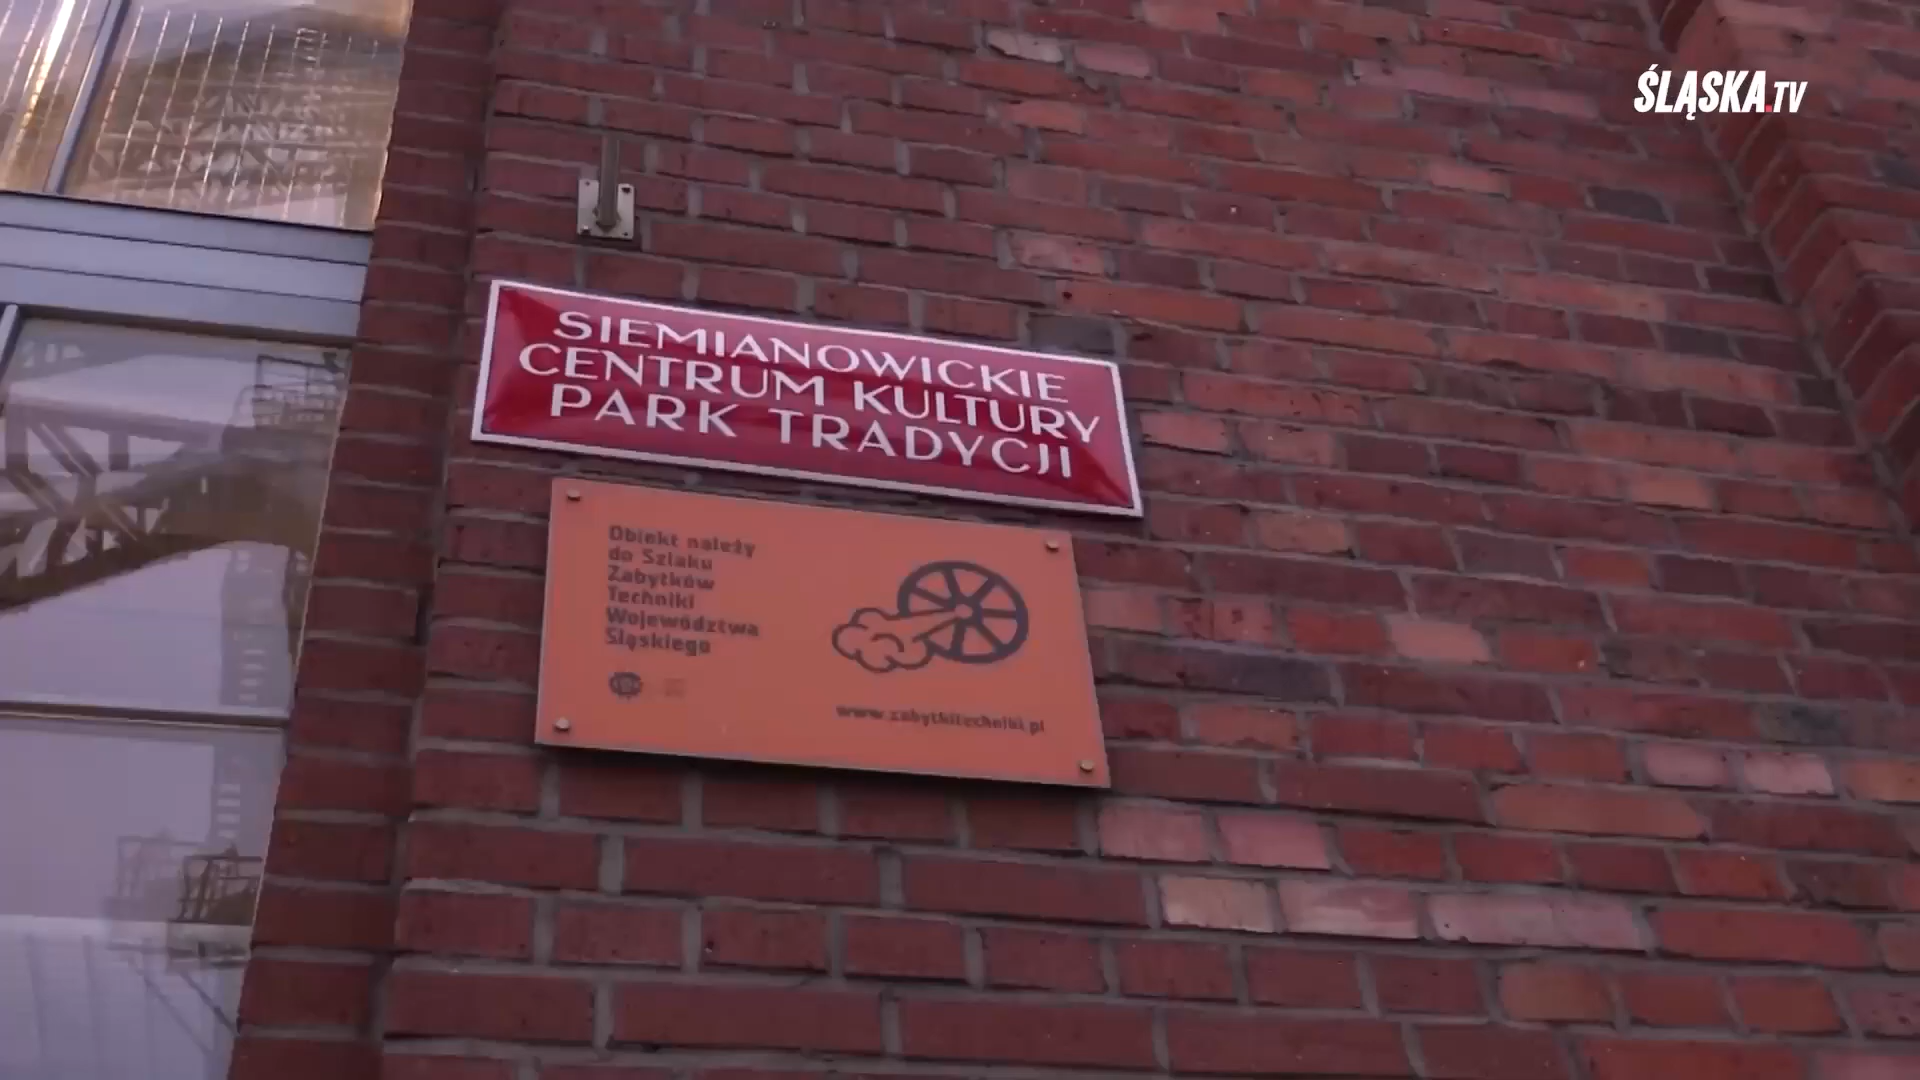 ŚLĄSKA.TV
SIEMIANOWICKIE
CENTRUM KULTURY
PARK TRADYCJI
Obiekt należy
do Szlaku
Zabytków
Techniki
Województwa
Śląskiego
www.zabytkitechniki.pl